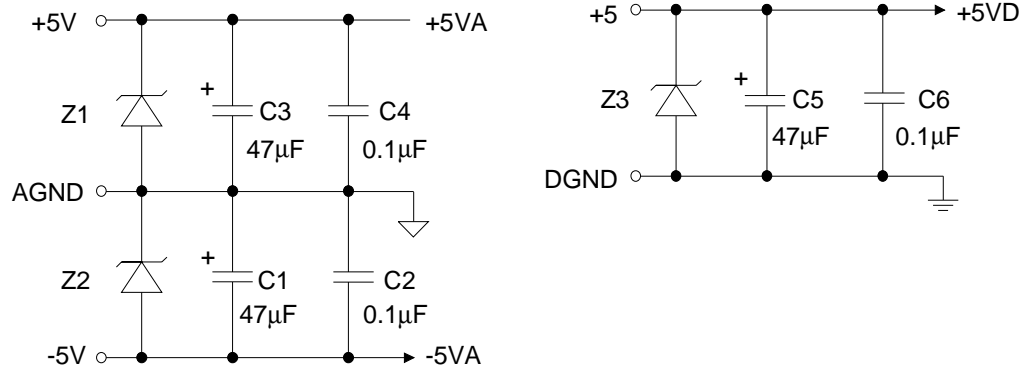 +5V
+5VA
Z1
+
C3
47µF
C4
0.1µF
AGND
Z2
+
C1
47µF
C2
0.1µF
-5V
-5VA
+5
+5VD
Z3
+
C5
47µF
C6
0.1µF
DGND